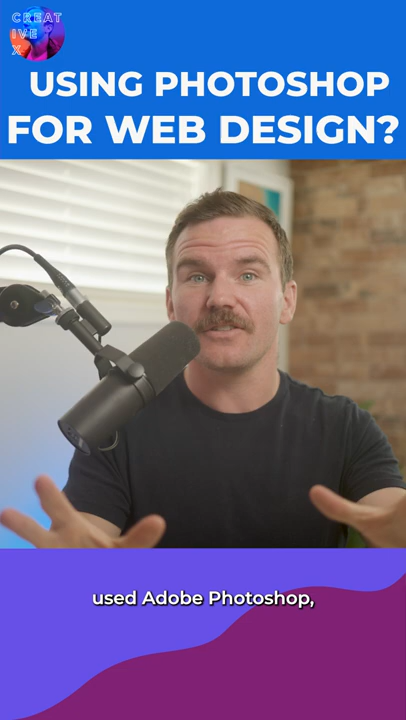 CREAT
IVE
X
USING PHOTOSHOP
FOR WEB DESIGN?
used Adobe Photoshop,